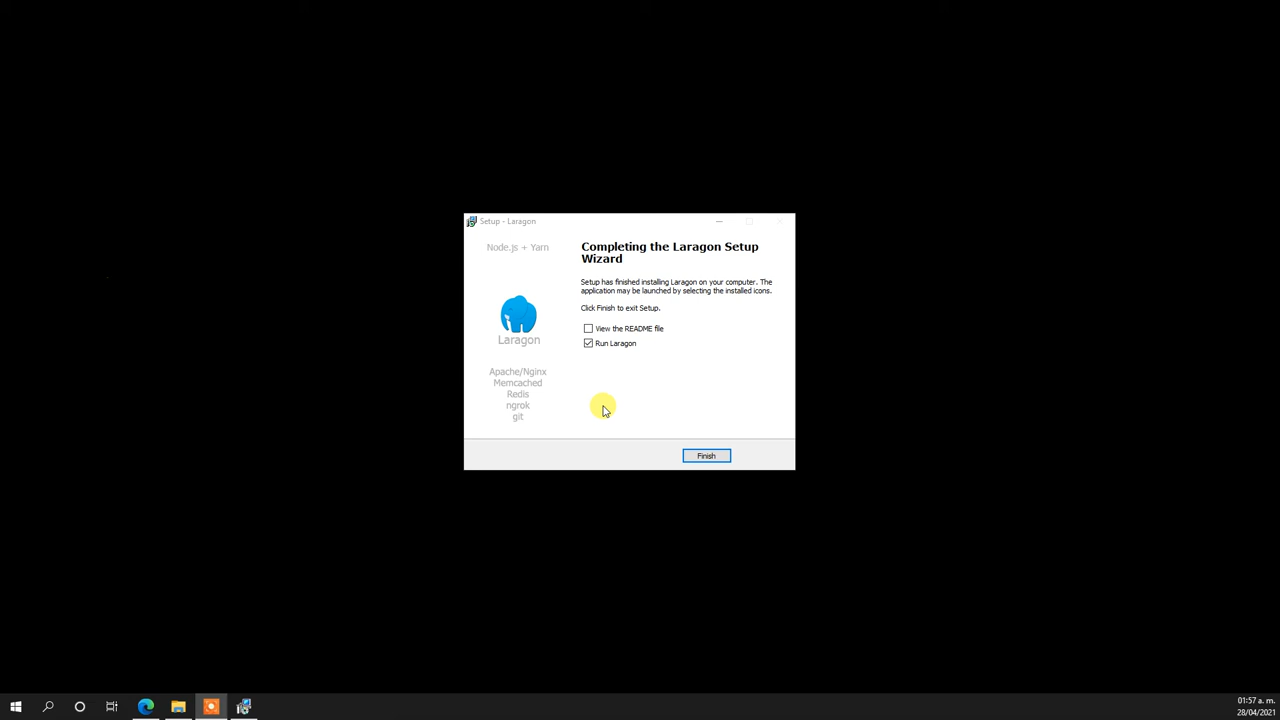 Setup - Laragon
Node.js + Yarn
Laragon
Apache/Nginx
Memcached
Redis
ngrok
git
Completing the Laragon Setup
Wizard
Setup has finished installing Laragon on your computer. The
application may be launched by selecting the installed icons.
Click Finish to exit Setup.
View the README file
Run Laragon
Finish
01:57 a. m.
28/04/2021